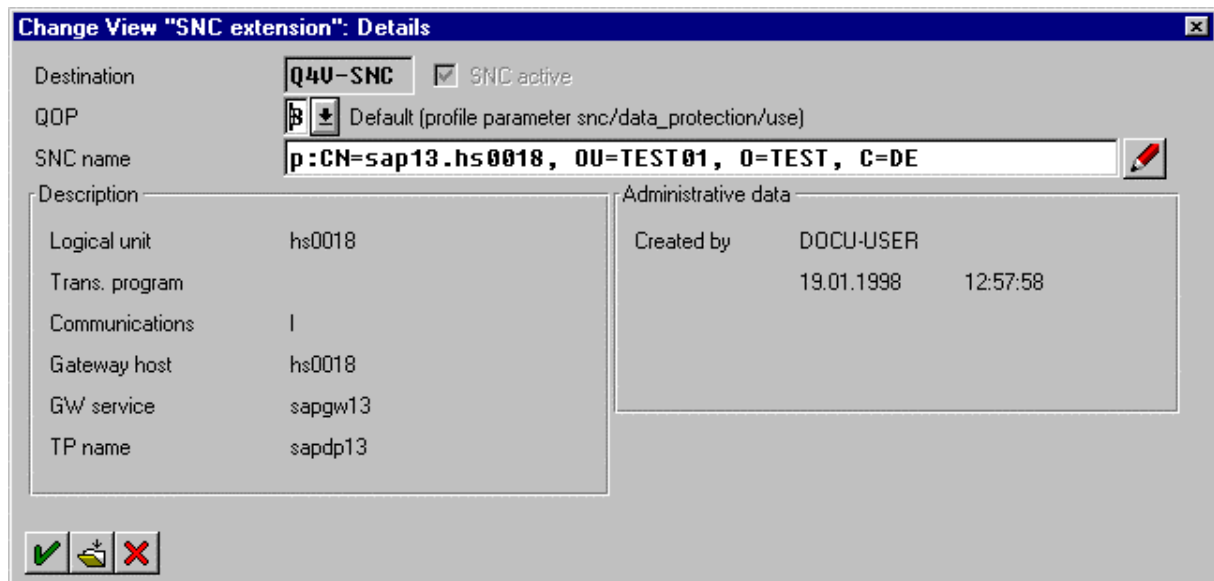 Change View "SNC extension": Details
Destination Q4V-SNC SNC active
QOP 8 Default (profile parameter snc/data_protection/use)
SNC name p:CN=sap13.hs0018, OU=TEST01, O=TEST, C=DE
Description
Logical unit hs0018
Trans. program
Communications I
Gateway host hs0018
GW service sapgw13
TP name sapdp13
Administrative data
Created by DOCU-USER
19.01.1998 12:57:58